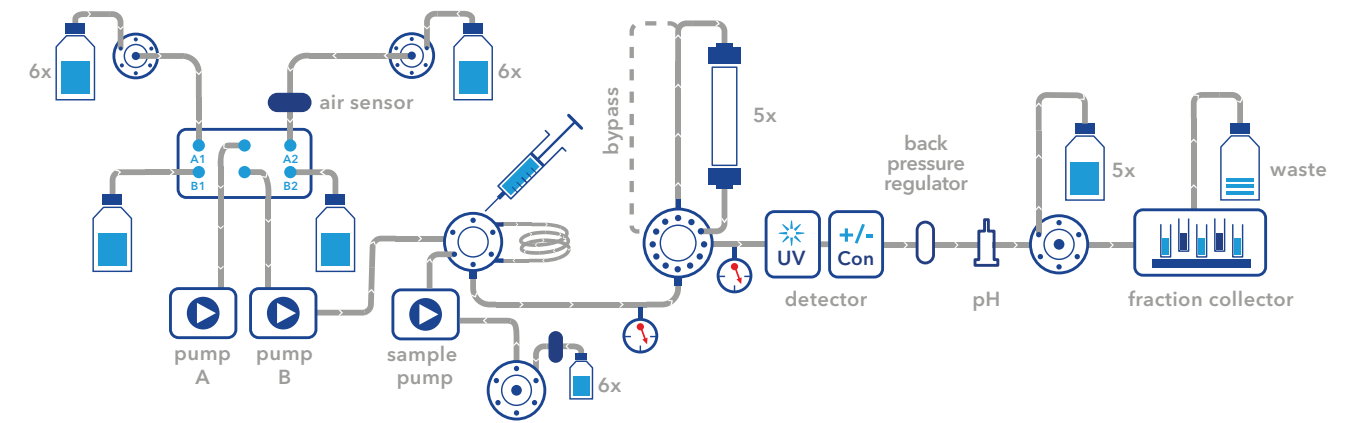 6x
6x
air sensor
A1
A2
B1
B2
pump
A
pump
B
sample
pump
6x
bypass
5x
UV
+/-
Con
detector
back
pressure
regulator
pH
5x
waste
fraction collector